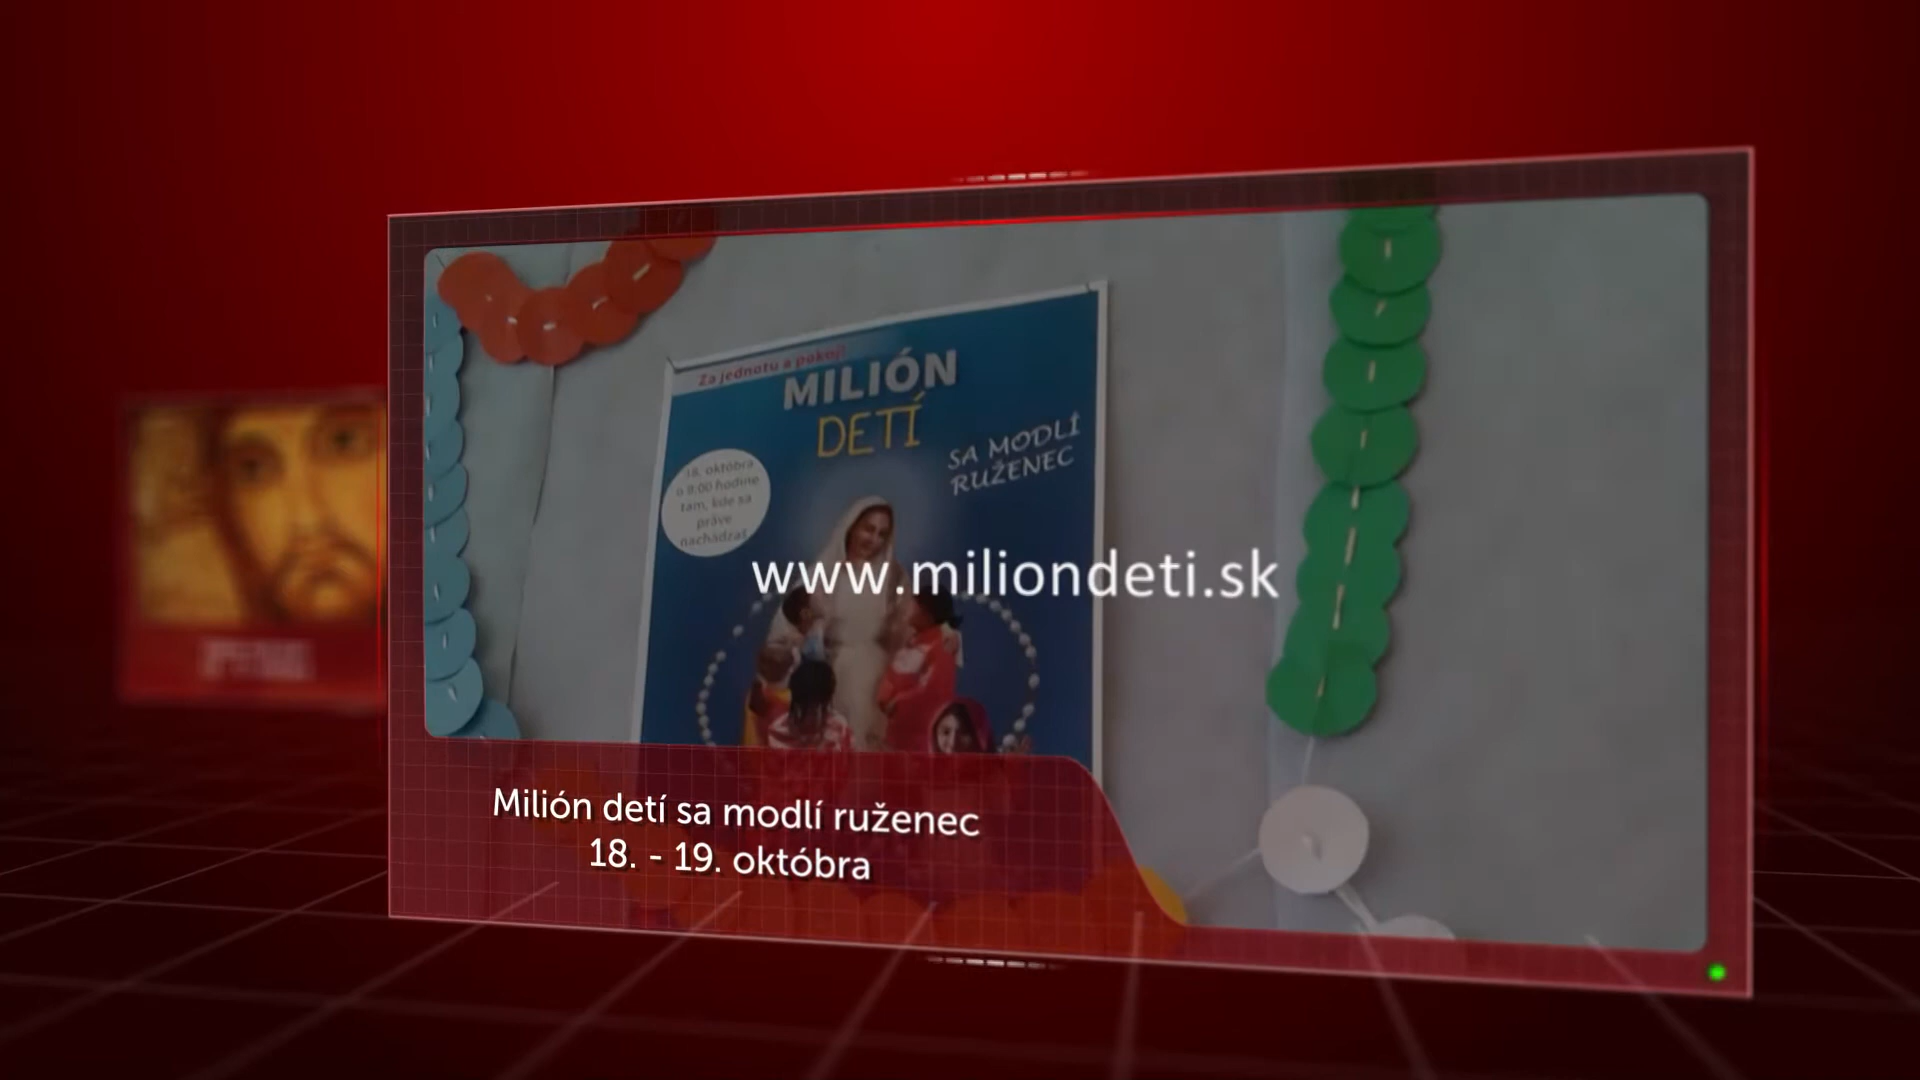 Za jednotu a pokoj!
MILIÓN
DETÍ
SA MODLÍ
RUŽENEC
18. októbra
o 9,00 hodine
tam, kde sa
práve
nachádzaš
www.miliondeti.sk
Milión detí sa modlí ruženec
18. - 19. októbra